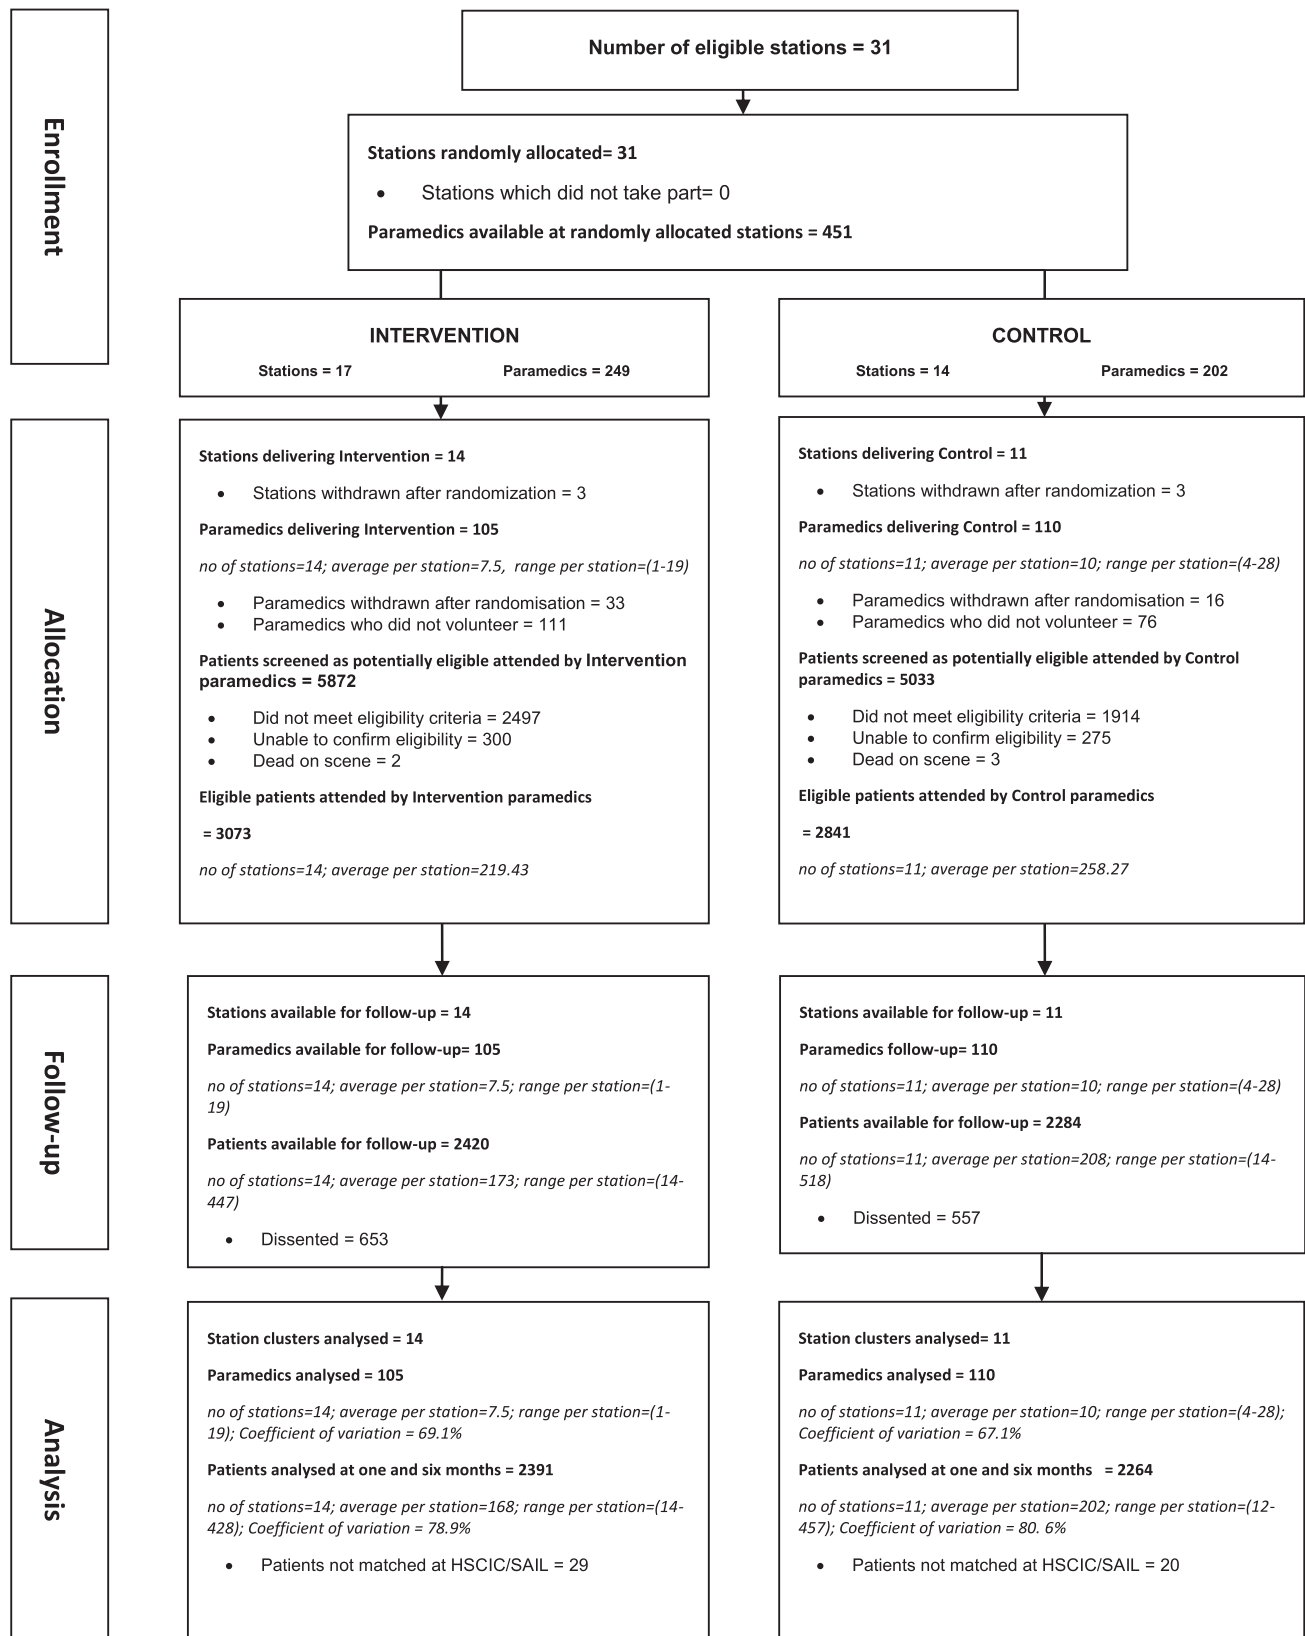 Enrollment
Number of eligible stations = 31
Stations randomly allocated= 31
• Stations which did not take part= 0
Paramedics available at randomly allocated stations = 451
INTERVENTION
Stations = 17 Paramedics = 249
CONTROL
Stations = 14 Paramedics = 202
Allocation
Stations delivering Intervention = 14
• Stations withdrawn after randomization = 3
Paramedics delivering Intervention = 105
no of stations=14; average per station=7.5, range per station=(1-19)
• Paramedics withdrawn after randomisation = 33
• Paramedics who did not volunteer = 111
Patients screened as potentially eligible attended by Intervention
paramedics = 5872
• Did not meet eligibility criteria = 2497
• Unable to confirm eligibility = 300
• Dead on scene = 2
Eligible patients attended by Intervention paramedics
= 3073
no of stations=14; average per station=219.43
Stations delivering Control = 11
• Stations withdrawn after randomization = 3
Paramedics delivering Control = 110
no of stations=11; average per station=10; range per station=(4-28)
• Paramedics withdrawn after randomisation = 16
• Paramedics who did not volunteer = 76
Patients screened as potentially eligible attended by Control
paramedics = 5033
• Did not meet eligibility criteria = 1914
• Unable to confirm eligibility = 275
• Dead on scene = 3
Eligible patients attended by Control paramedics
= 2841
no of stations=11; average per station=258.27
Follow-up
Stations available for follow-up = 14
Paramedics available for follow-up= 105
no of stations=14; average per station=7.5; range per station=(1-
19)
Patients available for follow-up = 2420
no of stations=14; average per station=173; range per station=(14-
447)
• Dissented = 653
Stations available for follow-up = 11
Paramedics follow-up= 110
no of stations=11; average per station=10; range per station=(4-28)
Patients available for follow-up = 2284
no of stations=11; average per station=208; range per station=(14-
518)
• Dissented = 557
Analysis
Station clusters analysed = 14
Paramedics analysed = 105
no of stations=14; average per station=7.5; range per station=(1-
19); Coefficient of variation = 69.1%
Patients analysed at one and six months = 2391
no of stations=14; average per station=168; range per station=(14-
428); Coefficient of variation = 78.9%
• Patients not matched at HSCIC/SAIL = 29
Station clusters analysed= 11
Paramedics analysed = 110
no of stations=11; average per station=10; range per station=(4-28);
Coefficient of variation = 67.1%
Patients analysed at one and six months = 2264
no of stations=11; average per station=202; range per station=(12-
457); Coefficient of variation = 80. 6%
• Patients not matched at HSCIC/SAIL = 20